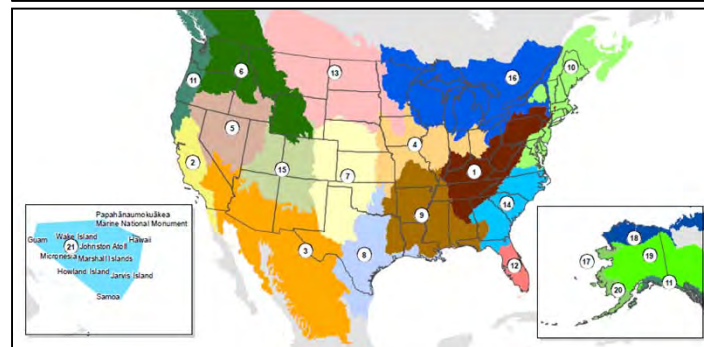 13
16
10
6
11
5
4
2
15
7
1
9
14
3
8
12
Papahānaumokuākea
Marine National Monument
Guam
Wake Island
Hawaii
21
Johnston Atoll
Micronesia
Marshall Islands
Howland Island
Jarvis Island
Samoa
18
17
19
11
20